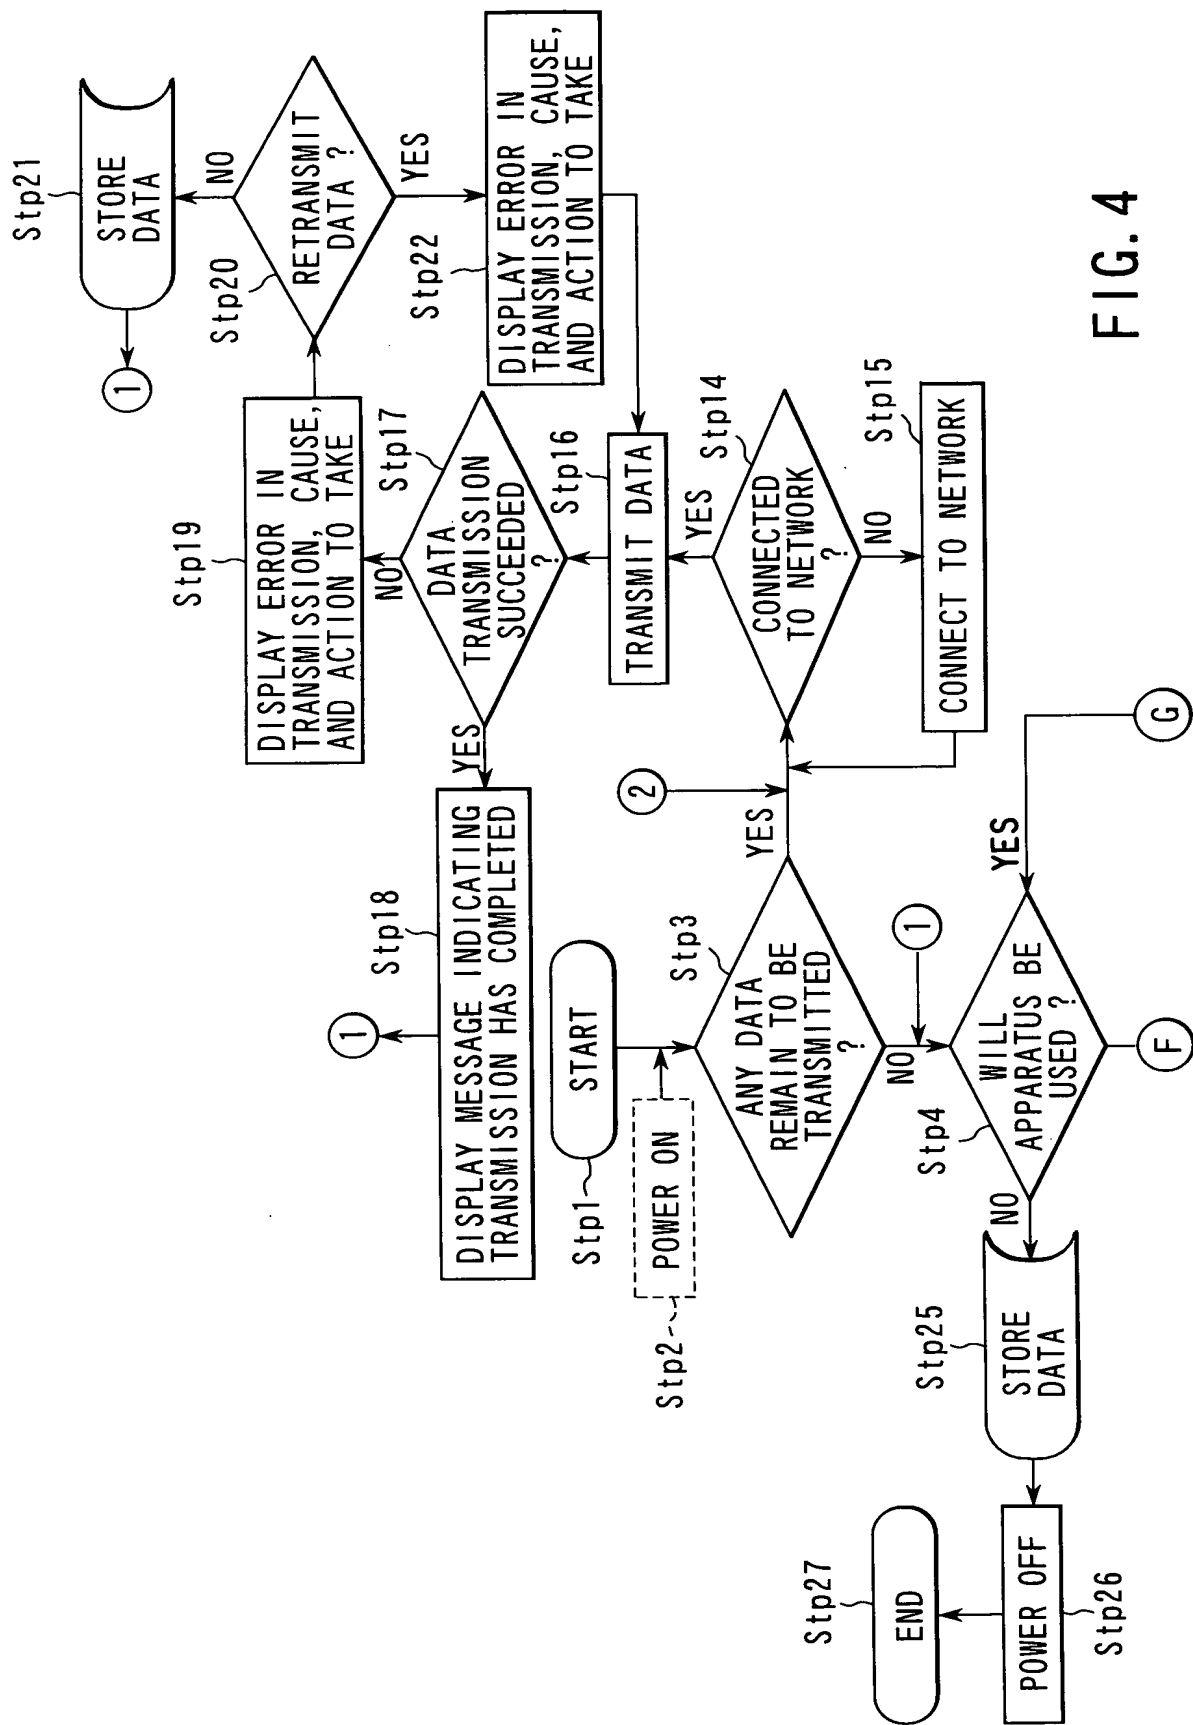 Stp1
START
Stp2
POWER ON
Stp3
ANY DATA
REMAIN TO BE
TRANSMITTED
?
YES
NO
2
1
Stp4
WILL
APPARATUS BE
USED ?
YES
NO
G
F
Stp25
STORE
DATA
Stp26
POWER OFF
Stp27
END
Stp14
CONNECTED
TO NETWORK
?
YES
NO
Stp15
CONNECT TO NETWORK
Stp16
TRANSMIT DATA
Stp17
DATA
TRANSMISSION
SUCCEEDED
?
YES
NO
Stp18
DISPLAY MESSAGE INDICATING
TRANSMISSION HAS COMPLETED
1
Stp19
DISPLAY ERROR IN
TRANSMISSION, CAUSE,
AND ACTION TO TAKE
Stp20
RETRANSMIT
DATA ?
NO
YES
Stp21
STORE
DATA
1
Stp22
DISPLAY ERROR IN
TRANSMISSION, CAUSE,
AND ACTION TO TAKE
FIG. 4